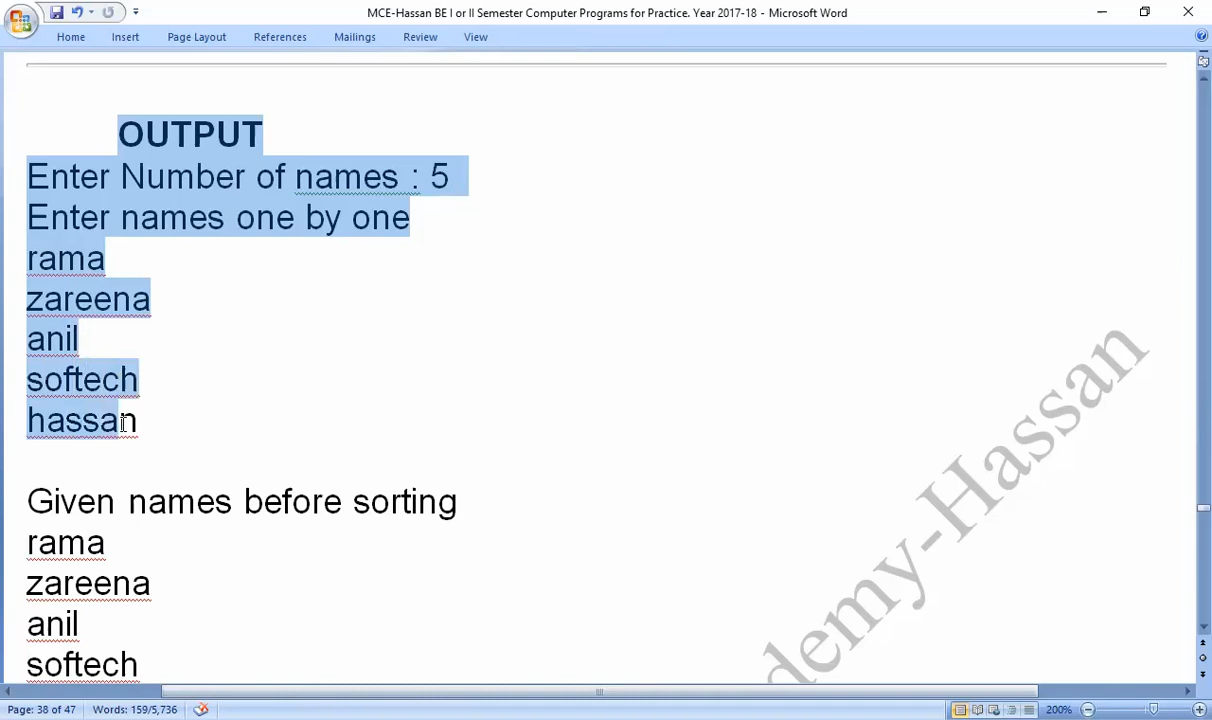 MCE-Hassan BE I or II Semester Computer Programs for Practice. Year 2017-18 - Microsoft Word
Home Insert Page Layout References Mailings Review View
OUTPUT
Enter Number of names : 5
Enter names one by one
rama
zareena
anil
softech
hassan
Given names before sorting
rama
zareena
anil
softech
demy-Hassan
Page: 38 of 47 Words: 159/5,736 200%